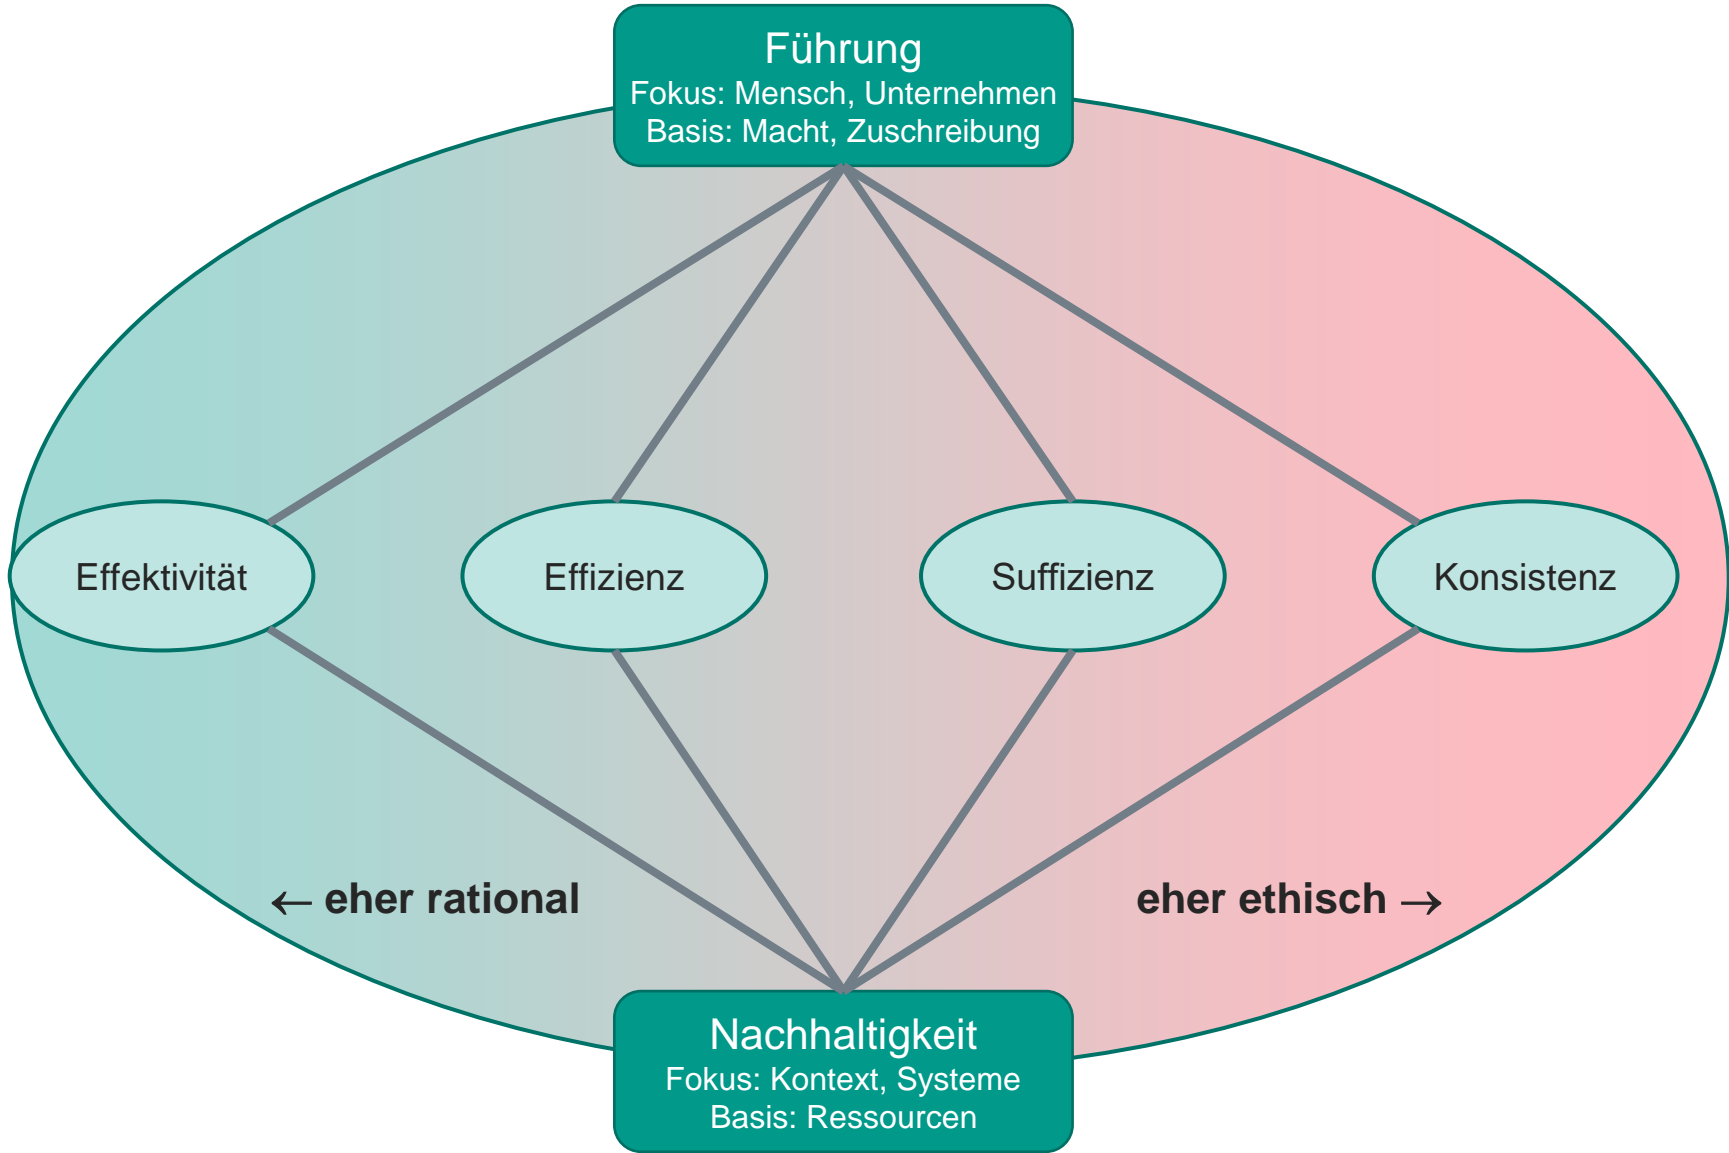 Führung
Fokus: Mensch, Unternehmen
Basis: Macht, Zuschreibung
Effektivität
Effizienz
Suffizienz
Konsistenz
← eher rational
eher ethisch →
Nachhaltigkeit
Fokus: Kontext, Systeme
Basis: Ressourcen